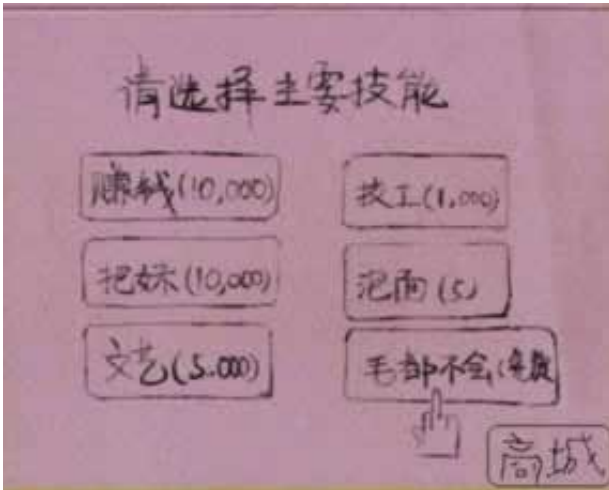 请选择主要技能
赚钱(10,000) 技工(1,000)
把妹(10,000) 泡面(5)
文艺(5.000) 毛都不会(免费
商城